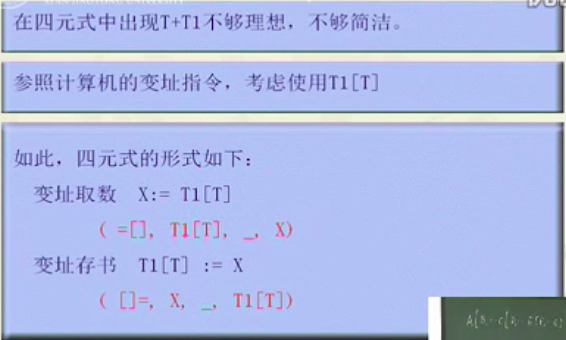 在四元式中出现T+T1不够理想，不够简洁。
参照计算机的变址指令，考虑使用T1[T]
如此，四元式的形式如下：
变址取数 X:= T1[T]
( =[], T1[T], _, X)
变址存书 T1[T] := X
( []=, X, _, T1[T])